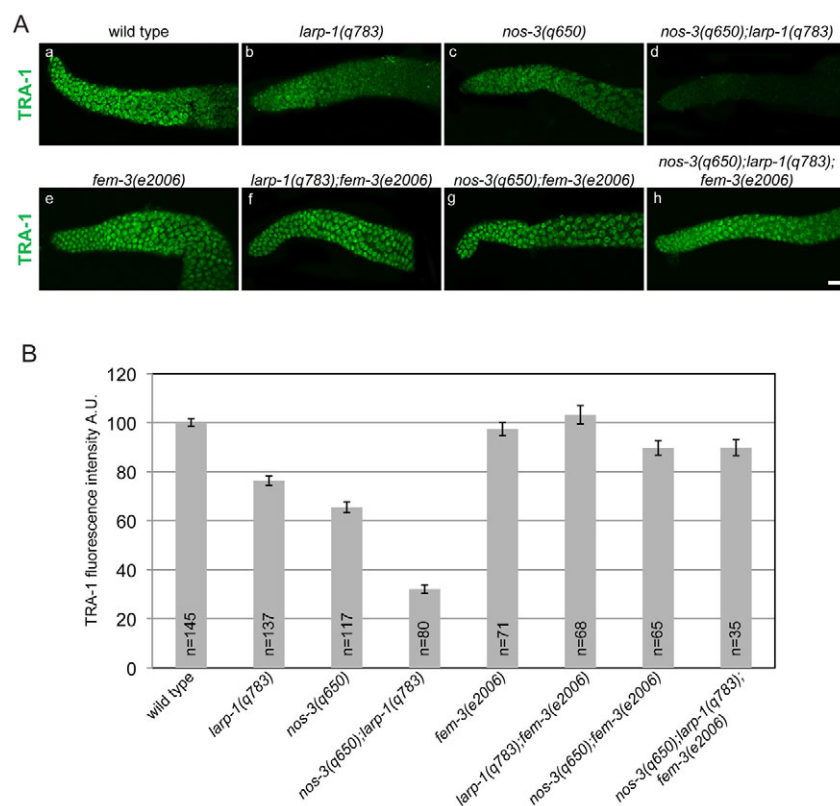 A
wild type
larp-1(q783)
nos-3(q650)
nos-3(q650);larp-1(q783)
TRA-1
a
b
c
d
fem-3(e2006)
larp-1(q783);fem-3(e2006)
nos-3(q650);fem-3(e2006)
nos-3(q650);larp-1(q783);
fem-3(e2006)
TRA-1
e
f
g
h
B
TRA-1 fluorescence intensity A.U.
120
100
80
60
40
20
0
n=145
n=137
n=117
n=80
n=71
n=68
n=65
n=35
wild type
larp-1(q783)
nos-3(q650)
nos-3(q650);larp-1(q783)
fem-3(e2006)
larp-1(q783);fem-3(e2006)
nos-3(q650);fem-3(e2006)
nos-3(q650);larp-1(q783);
fem-3(e2006)